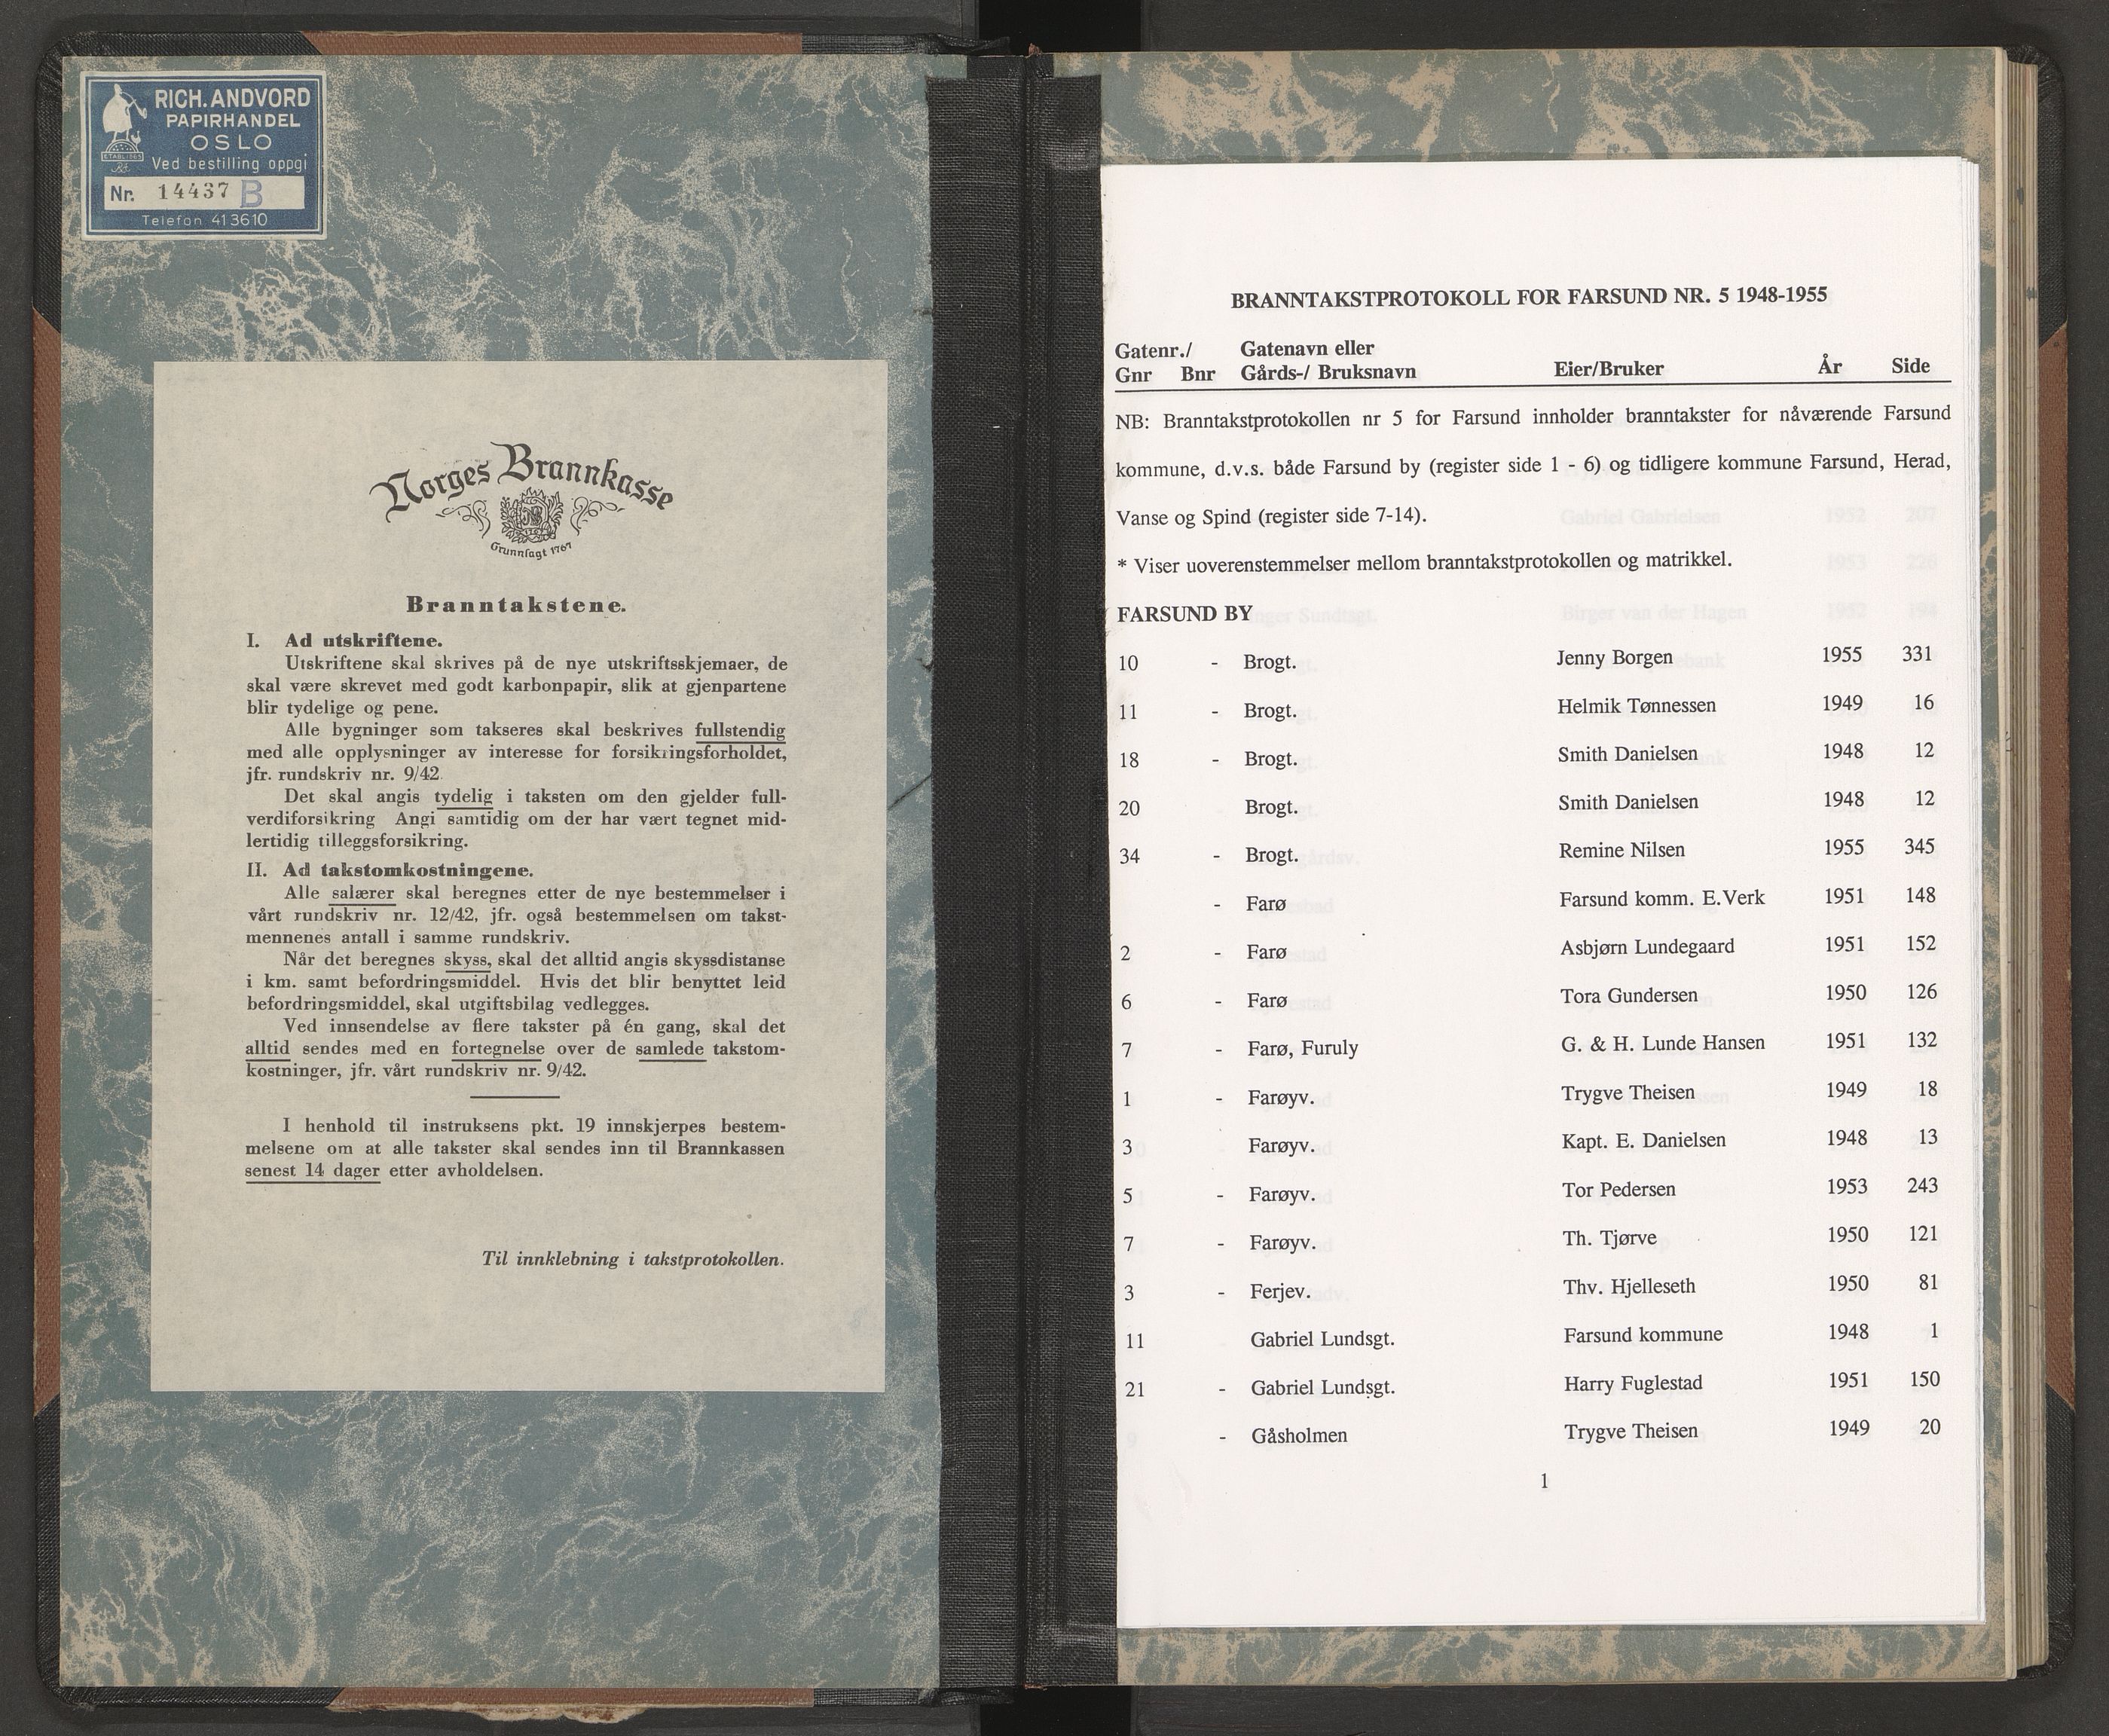 RICH. ANDVORD
PAPIRHANDEL
OSLO
ETABL. 1865
Ved bestilling oppgi
Nr. 14437 B
Telefon 413610
Norges Brannkasse
Grunnlagt 1767
Branntakstene.
I. Ad utskriftene.
Utskriftene skal skrives på de nye utskriftsskjemaer, de
skal være skrevet med godt karbonpapir, slik at gjenpartene
blir tydelige og pene.
Alle bygninger som takseres skal beskrives fullstendig
med alle opplysninger av interesse for forsikringsforholdet,
jfr. rundskriv nr. 9/42.
Det skal angis tydelig i taksten om den gjelder full-
verdiforsikring Angi samtidig om der har vært tegnet mid-
lertidig tilleggsforsikring.
II. Ad takstomkostningene.
Alle salærer skal beregnes etter de nye bestemmelser i
vårt rundskriv nr. 12/42, jfr. også bestemmelsen om takst-
mennenes antall i samme rundskriv.
Når det beregnes skyss, skal det alltid angis skyssdistanse
i km. samt befordringsmiddel. Hvis det blir benyttet leid
befordringsmiddel, skal utgiftsbilag vedlegges.
Ved innsendelse av flere takster på én gang, skal det
alltid sendes med en fortegnelse over de samlede takstom-
kostninger, jfr. vårt rundskriv nr. 9/42.
I henhold til instruksens pkt. 19 innskjerpes bestem-
melsene om at alle takster skal sendes inn til Brannkassen
senest 14 dager etter avholdelsen.
Til innklebning i takstprotokollen.
BRANNTAKSTPROTOKOLL FOR FARSUND NR. 5 1948-1955
Gatenr./ Gatenavn eller
Gnr Bnr Gårds-/ Bruksnavn Eier/Bruker År Side
NB: Branntakstprotokollen nr 5 for Farsund innholder branntakster for nåværende Farsund
kommune, d.v.s. både Farsund by (register side 1 - 6) og tidligere kommune Farsund, Herad,
Vanse og Spind (register side 7-14).
* Viser uoverenstemmelser mellom branntakstprotokollen og matrikkel.
FARSUND BY
10 - Brogt. Jenny Borgen 1955 331
11 - Brogt. Helmik Tønnessen 1949 16
18 - Brogt. Smith Danielsen 1948 12
20 Brogt. Smith Danielsen 1948 12
34 - Brogt. Remine Nilsen 1955 345
- Farø Farsund komm. E.Verk 1951 148
2 - Farø Asbjørn Lundegaard 1951 152
6 - Farø Tora Gundersen 1950 126
7 - Farø, Furuly G. & H. Lunde Hansen 1951 132
1 - Farøyv. Trygve Theisen 1949 18
3 - Farøyv. Kapt. E. Danielsen 1948 13
5 - Farøyv. Tor Pedersen 1953 243
7 - Farøyv. Th. Tjørve 1950 121
3 - Ferjev. Thv. Hjelleseth 1950 81
11 Gabriel Lundsgt. Farsund kommune 1948 1
21 - Gabriel Lundsgt. Harry Fuglestad 1951 150
- Gåsholmen Trygve Theisen 1949 20
1